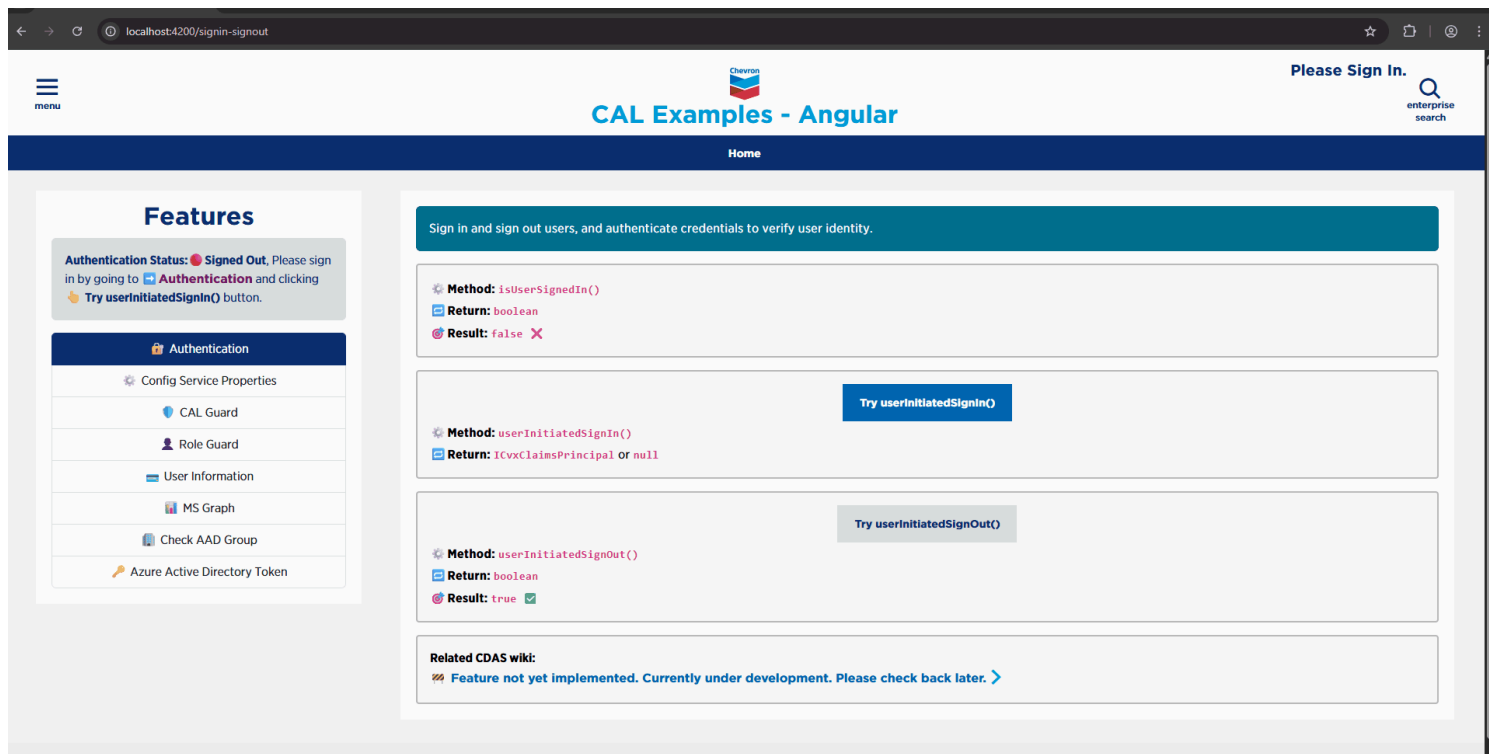 localhost:4200/signin-signout
menu
Chevron
CAL Examples - Angular
Please Sign In.
enterprise
search
Home
Features
Authentication Status: Signed Out, Please sign
in by going to Authentication and clicking
Try userInitiatedSignIn() button.
Authentication
Config Service Properties
CAL Guard
Role Guard
User Information
MS Graph
Check AAD Group
Azure Active Directory Token
Sign in and sign out users, and authenticate credentials to verify user identity.
Method: isUserSignedIn()
Return: boolean
Result: false
Try userInitiatedSignIn()
Method: userInitiatedSignIn()
Return: ICvxClaimsPrincipal or null
Try userInitiatedSignOut()
Method: userInitiatedSignOut()
Return: boolean
Result: true
Related CDAS wiki:
Feature not yet implemented. Currently under development. Please check back later.